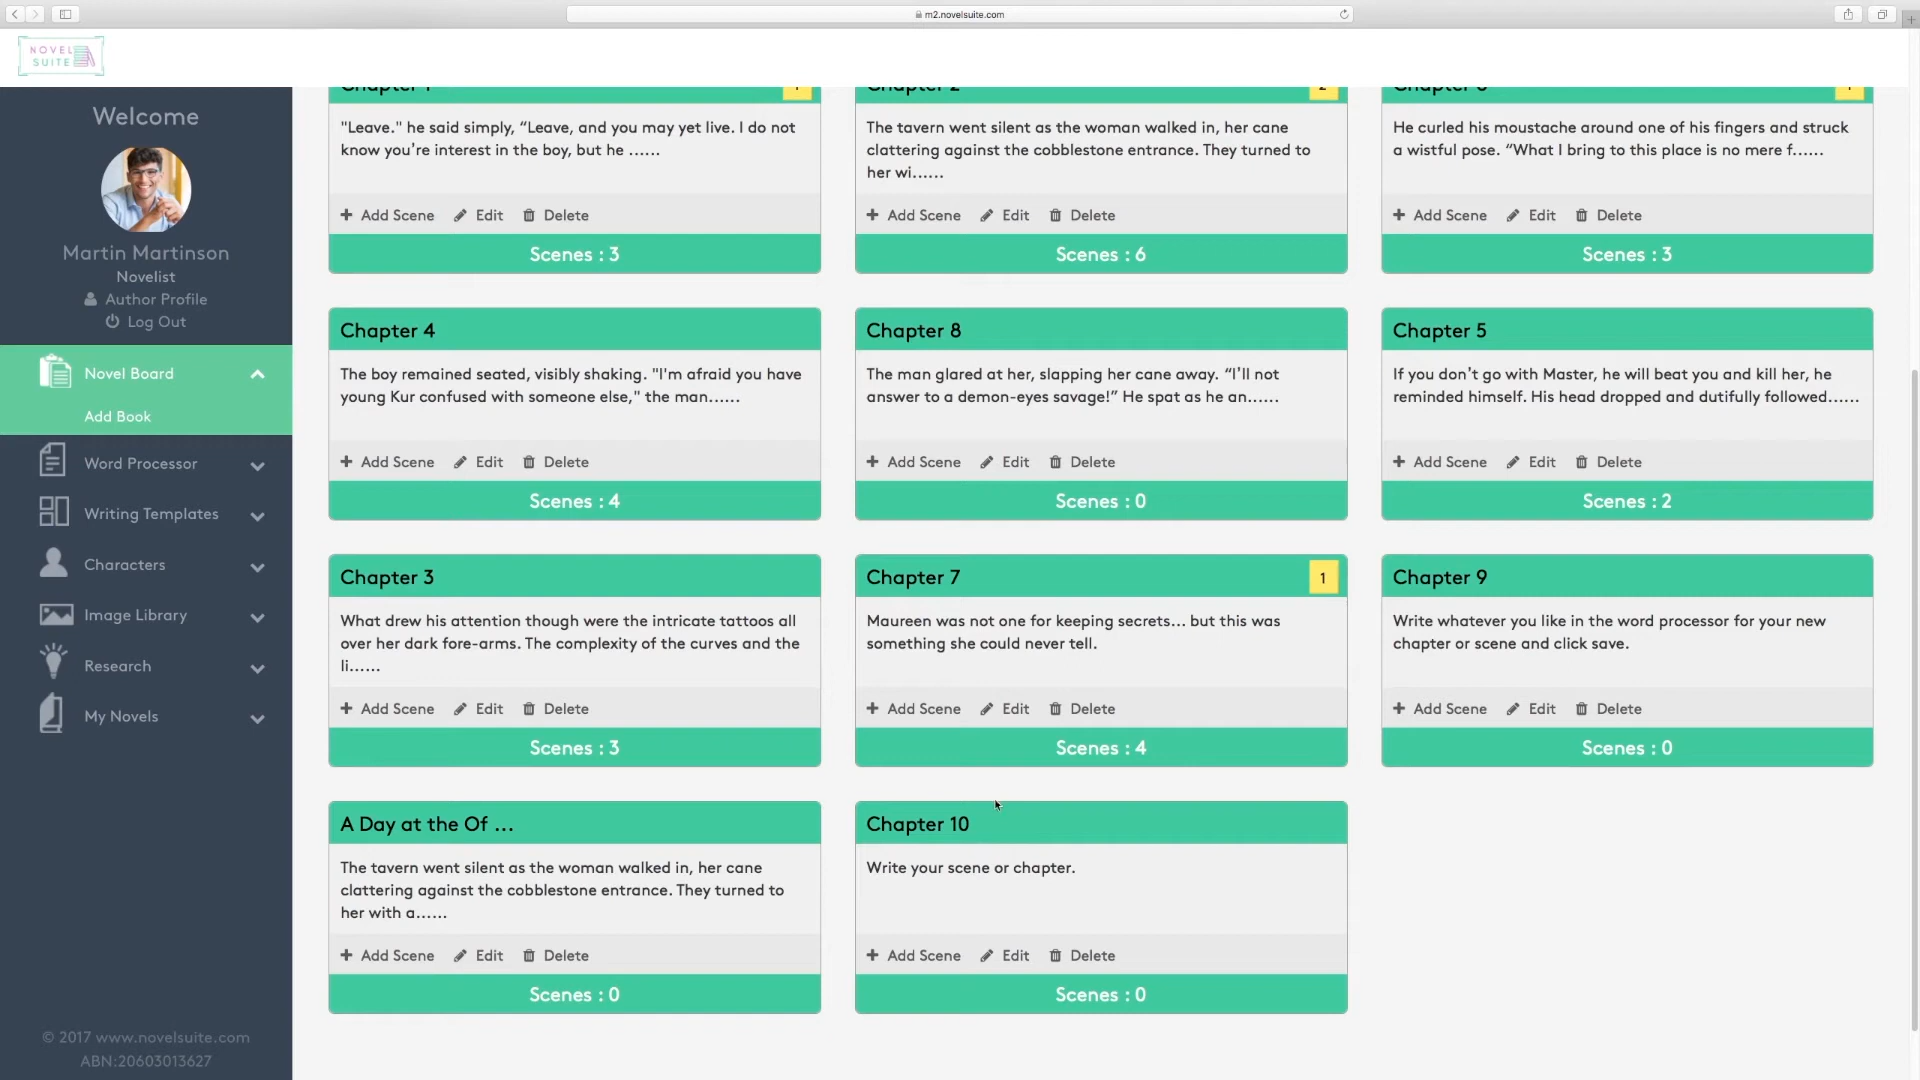 m2.novelsuite.com
NOVEL
SUITE
Welcome
Martin Martinson
Novelist
Author Profile
Log Out
Novel Board
Add Book
Word Processor
Writing Templates
Characters
Image Library
Research
My Novels
© 2017 www.novelsuite.com
ABN:20603013627
Chapter 1
"Leave." he said simply, “Leave, and you may yet live. I do not
know you’re interest in the boy, but he ......
Add Scene Edit Delete
Scenes : 3
Chapter 2
2
The tavern went silent as the woman walked in, her cane
clattering against the cobblestone entrance. They turned to
her wi......
Add Scene Edit Delete
Scenes : 6
Chapter 6
He curled his moustache around one of his fingers and struck
a wistful pose. “What I bring to this place is no mere f......
Add Scene Edit Delete
Scenes : 3
Chapter 4
The boy remained seated, visibly shaking. "I'm afraid you have
young Kur confused with someone else," the man......
Add Scene Edit Delete
Scenes : 4
Chapter 8
The man glared at her, slapping her cane away. “I’ll not
answer to a demon-eyes savage!” He spat as he an......
Add Scene Edit Delete
Scenes : 0
Chapter 5
If you don’t go with Master, he will beat you and kill her, he
reminded himself. His head dropped and dutifully followed......
Add Scene Edit Delete
Scenes : 2
Chapter 3
What drew his attention though were the intricate tattoos all
over her dark fore-arms. The complexity of the curves and the
li......
Add Scene Edit Delete
Scenes : 3
Chapter 7
1
Maureen was not one for keeping secrets... but this was
something she could never tell.
Add Scene Edit Delete
Scenes : 4
Chapter 9
Write whatever you like in the word processor for your new
chapter or scene and click save.
Add Scene Edit Delete
Scenes : 0
A Day at the Of ...
The tavern went silent as the woman walked in, her cane
clattering against the cobblestone entrance. They turned to
her with a......
Add Scene Edit Delete
Scenes : 0
Chapter 10
Write your scene or chapter.
Add Scene Edit Delete
Scenes : 0